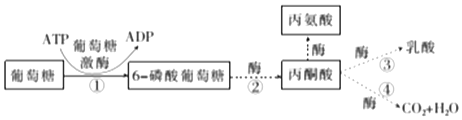 丙氨酸
ATP 葡萄糖激酶 ADP
酶
葡萄糖 ① 6-磷酸葡萄糖 酶 ② 丙酮酸
酶 ③ 乳酸
酶 ④ CO₂+H₂O